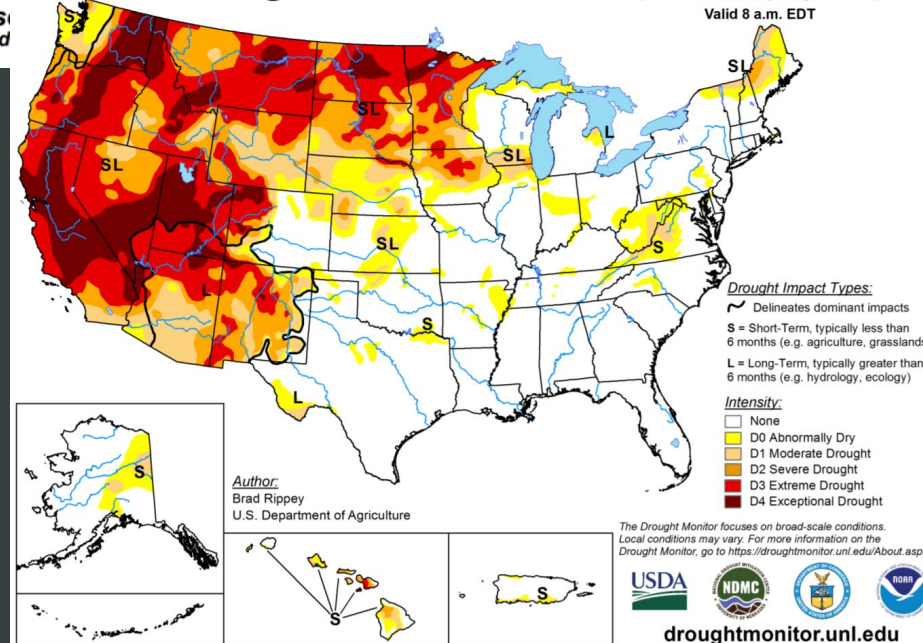 Valid 8 a.m. EDT
S
SL
SL
SL
L
SL
SL
S
L
S
L
Drought Impact Types:
Delineates dominant impacts
S = Short-Term, typically less than
6 months (e.g. agriculture, grasslands
L = Long-Term, typically greater than
6 months (e.g. hydrology, ecology)
Intensity:
None
D0 Abnormally Dry
D1 Moderate Drought
D2 Severe Drought
D3 Extreme Drought
D4 Exceptional Drought
S
Author:
Brad Rippey
U.S. Department of Agriculture
S
S
The Drought Monitor focuses on broad-scale conditions.
Local conditions may vary. For more information on the
Drought Monitor, go to https://droughtmonitor.unl.edu/About.asp
USDA
NDMC
NOAA
droughtmonitor.unl.edu